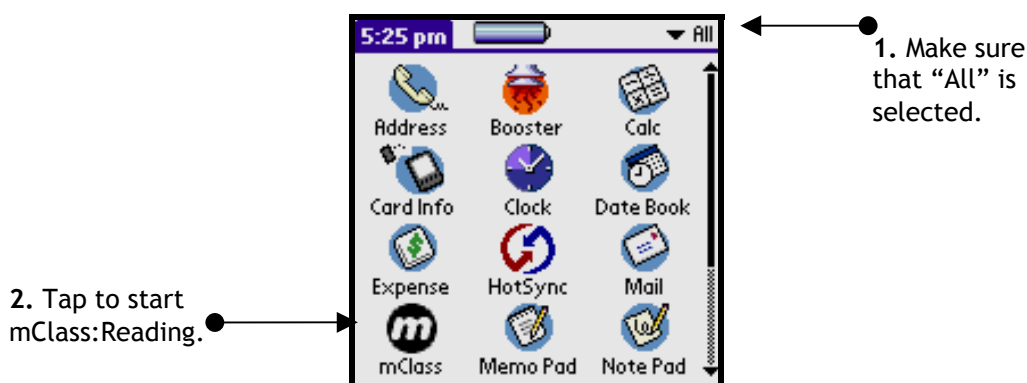 5:25 pm All
1. Make sure
that “All” is
selected.
Address Booster Calc
Card Info Clock Date Book
Expense HotSync Mail
2. Tap to start
mClass:Reading.
m
mClass Memo Pad Note Pad